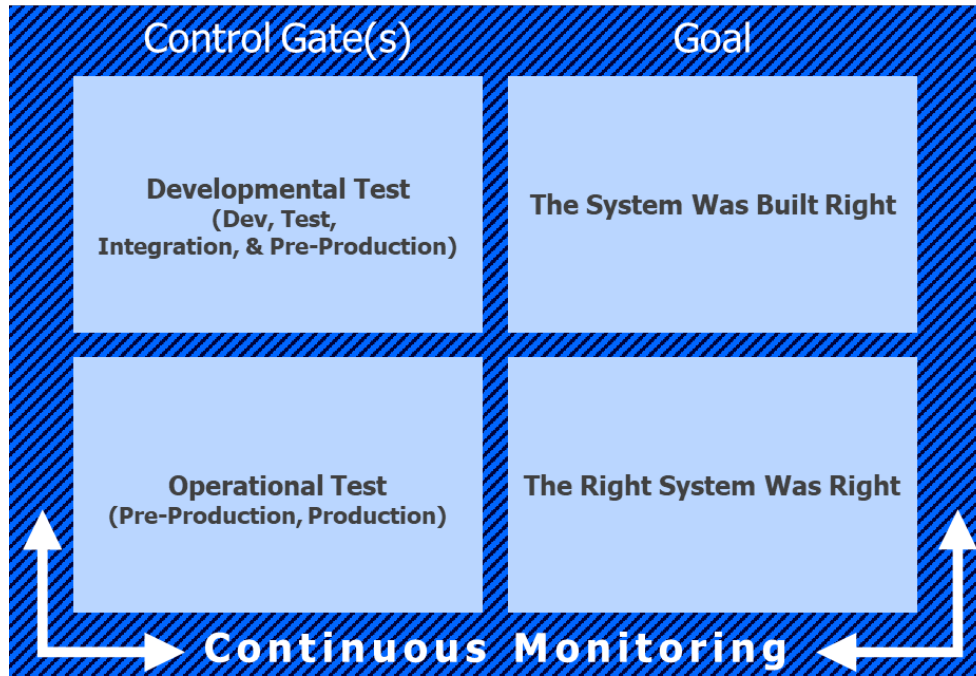 Control Gate(s)
Goal
Developmental Test
(Dev, Test,
Integration, & Pre-Production)
The System Was Built Right
Operational Test
(Pre-Production, Production)
The Right System Was Right
Continuous Monitoring